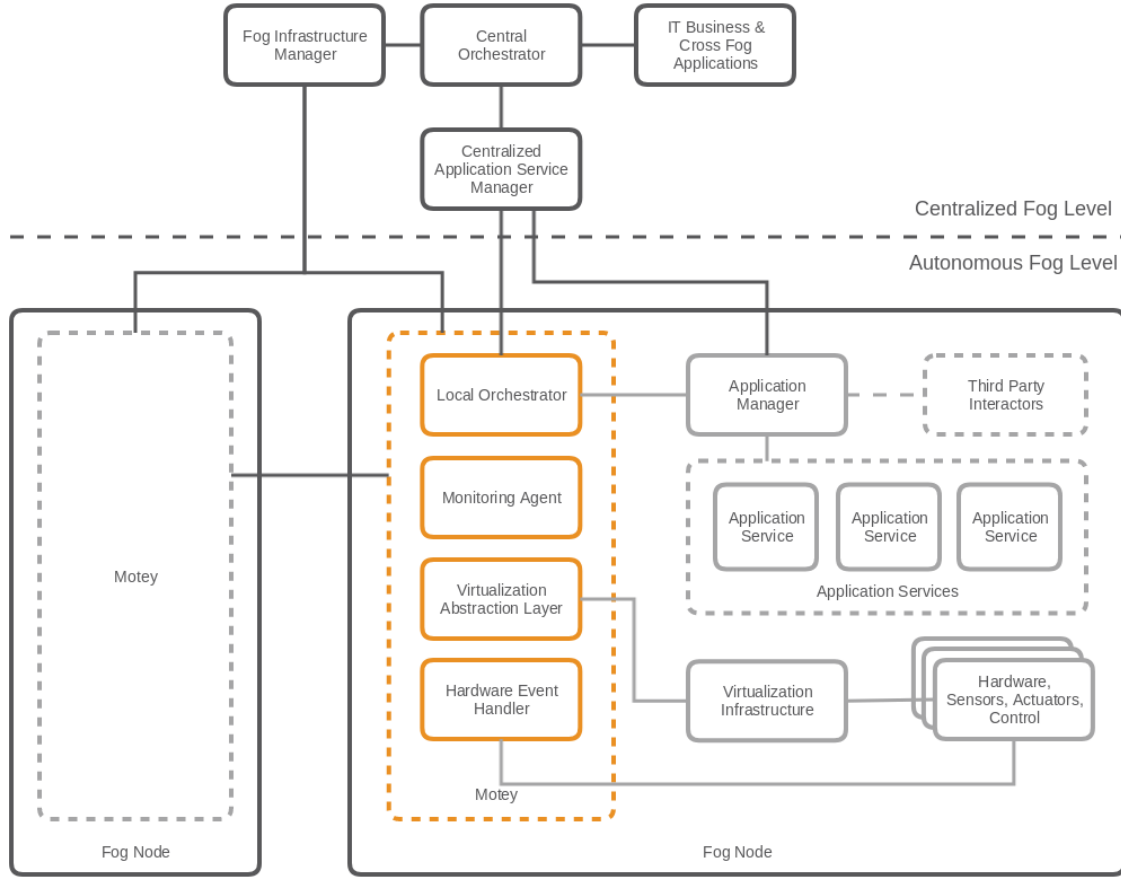 Fog Infrastructure
Manager
Central
Orchestrator
IT Business &
Cross Fog
Applications
Centralized
Application Service
Manager
Centralized Fog Level
Autonomous Fog Level
Motey
Fog Node
Local Orchestrator
Monitoring Agent
Virtualization
Abstraction Layer
Hardware Event
Handler
Motey
Application
Manager
Third Party
Interactors
Application
Service
Application
Service
Application
Service
Application Services
Virtualization
Infrastructure
Hardware,
Sensors, Actuators,
Control
Fog Node